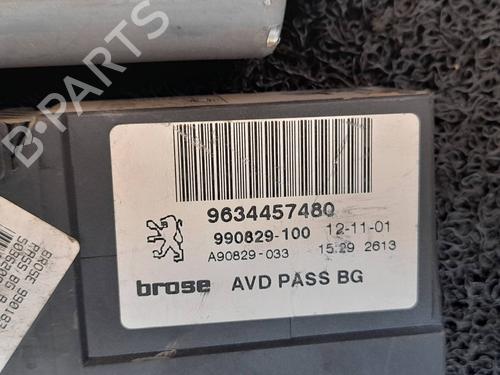 B-PARTS
9634457480
990829-100 12-11-01
A90829-033 15:29 2613
brose AVD PASS BG